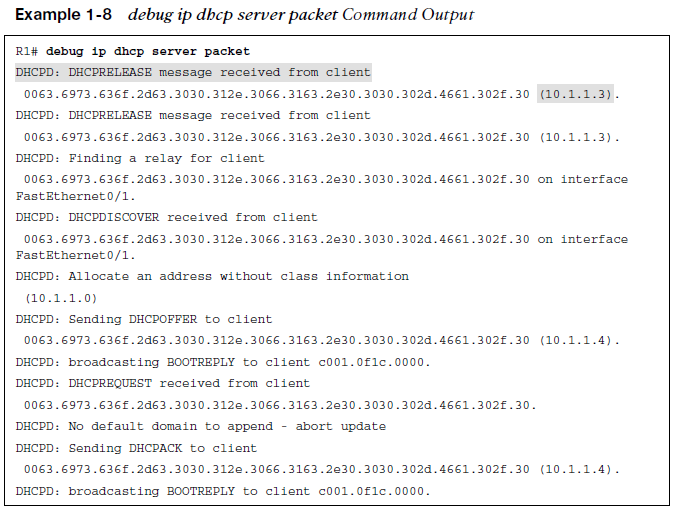 Example 1-8 debug ip dhcp server packet Command Output
R1# debug ip dhcp server packet
DHCPD: DHCPRELEASE message received from client
0063.6973.636f.2d63.3030.312e.3066.3163.2e30.3030.302d.4661.302f.30 (10.1.1.3).
DHCPD: DHCPRELEASE message received from client
0063.6973.636f.2d63.3030.312e.3066.3163.2e30.3030.302d.4661.302f.30 (10.1.1.3).
DHCPD: Finding a relay for client
0063.6973.636f.2d63.3030.312e.3066.3163.2e30.3030.302d.4661.302f.30 on interface
FastEthernet0/1.
DHCPD: DHCPDISCOVER received from client
0063.6973.636f.2d63.3030.312e.3066.3163.2e30.3030.302d.4661.302f.30 on interface
FastEthernet0/1.
DHCPD: Allocate an address without class information
(10.1.1.0)
DHCPD: Sending DHCPOFFER to client
0063.6973.636f.2d63.3030.312e.3066.3163.2e30.3030.302d.4661.302f.30 (10.1.1.4).
DHCPD: broadcasting BOOTREPLY to client c001.0f1c.0000.
DHCPD: DHCPREQUEST received from client
0063.6973.636f.2d63.3030.312e.3066.3163.2e30.3030.302d.4661.302f.30.
DHCPD: No default domain to append - abort update
DHCPD: Sending DHCPACK to client
0063.6973.636f.2d63.3030.312e.3066.3163.2e30.3030.302d.4661.302f.30 (10.1.1.4).
DHCPD: broadcasting BOOTREPLY to client c001.0f1c.0000.